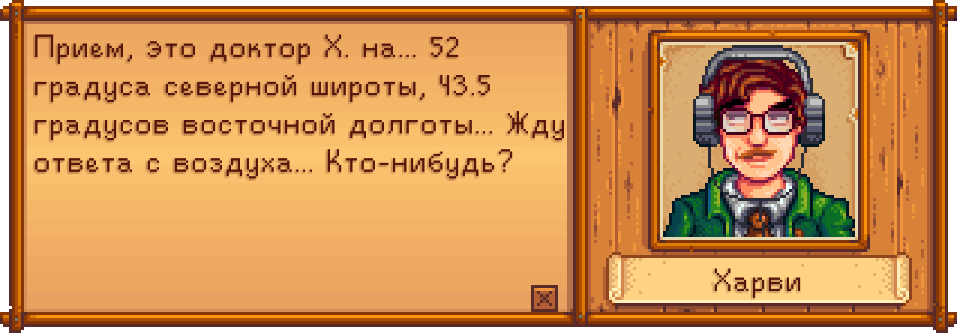 Прием, это доктор Х. на... 52
градуса северной широты, 43.5
градусов восточной долготы... Жду
ответа с воздуха... Кто-нибудь?
Харви